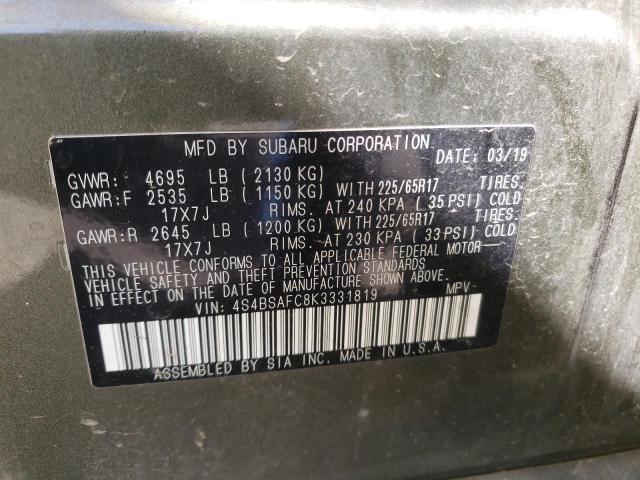 MFD BY SUBARU CORPORATION DATE: 03/19
GVWR: 4695 LB (2130 KG)
GAWR:F 2535 LB (1150 KG) WITH 225/65R17 TIRES.
17X7J RIMS. AT 240 KPA (35 PSI) COLD
GAWR:R 2645 LB (1200 KG) WITH 225/65R17 TIRES.
17X7J RIMS. AT 230 KPA (33 PSI) COLD
THIS VEHICLE CONFORMS TO ALL APPLICABLE FEDERAL MOTOR
VEHICLE SAFETY AND THEFT PREVENTION STANDARDS
IN EFFECT ON THE DATE OF MANUFACTURE SHOWN ABOVE.
VIN: 4S4BSAFC8K3331819 MPV
ASSEMBLED BY SIA INC. MADE IN U.S.A.